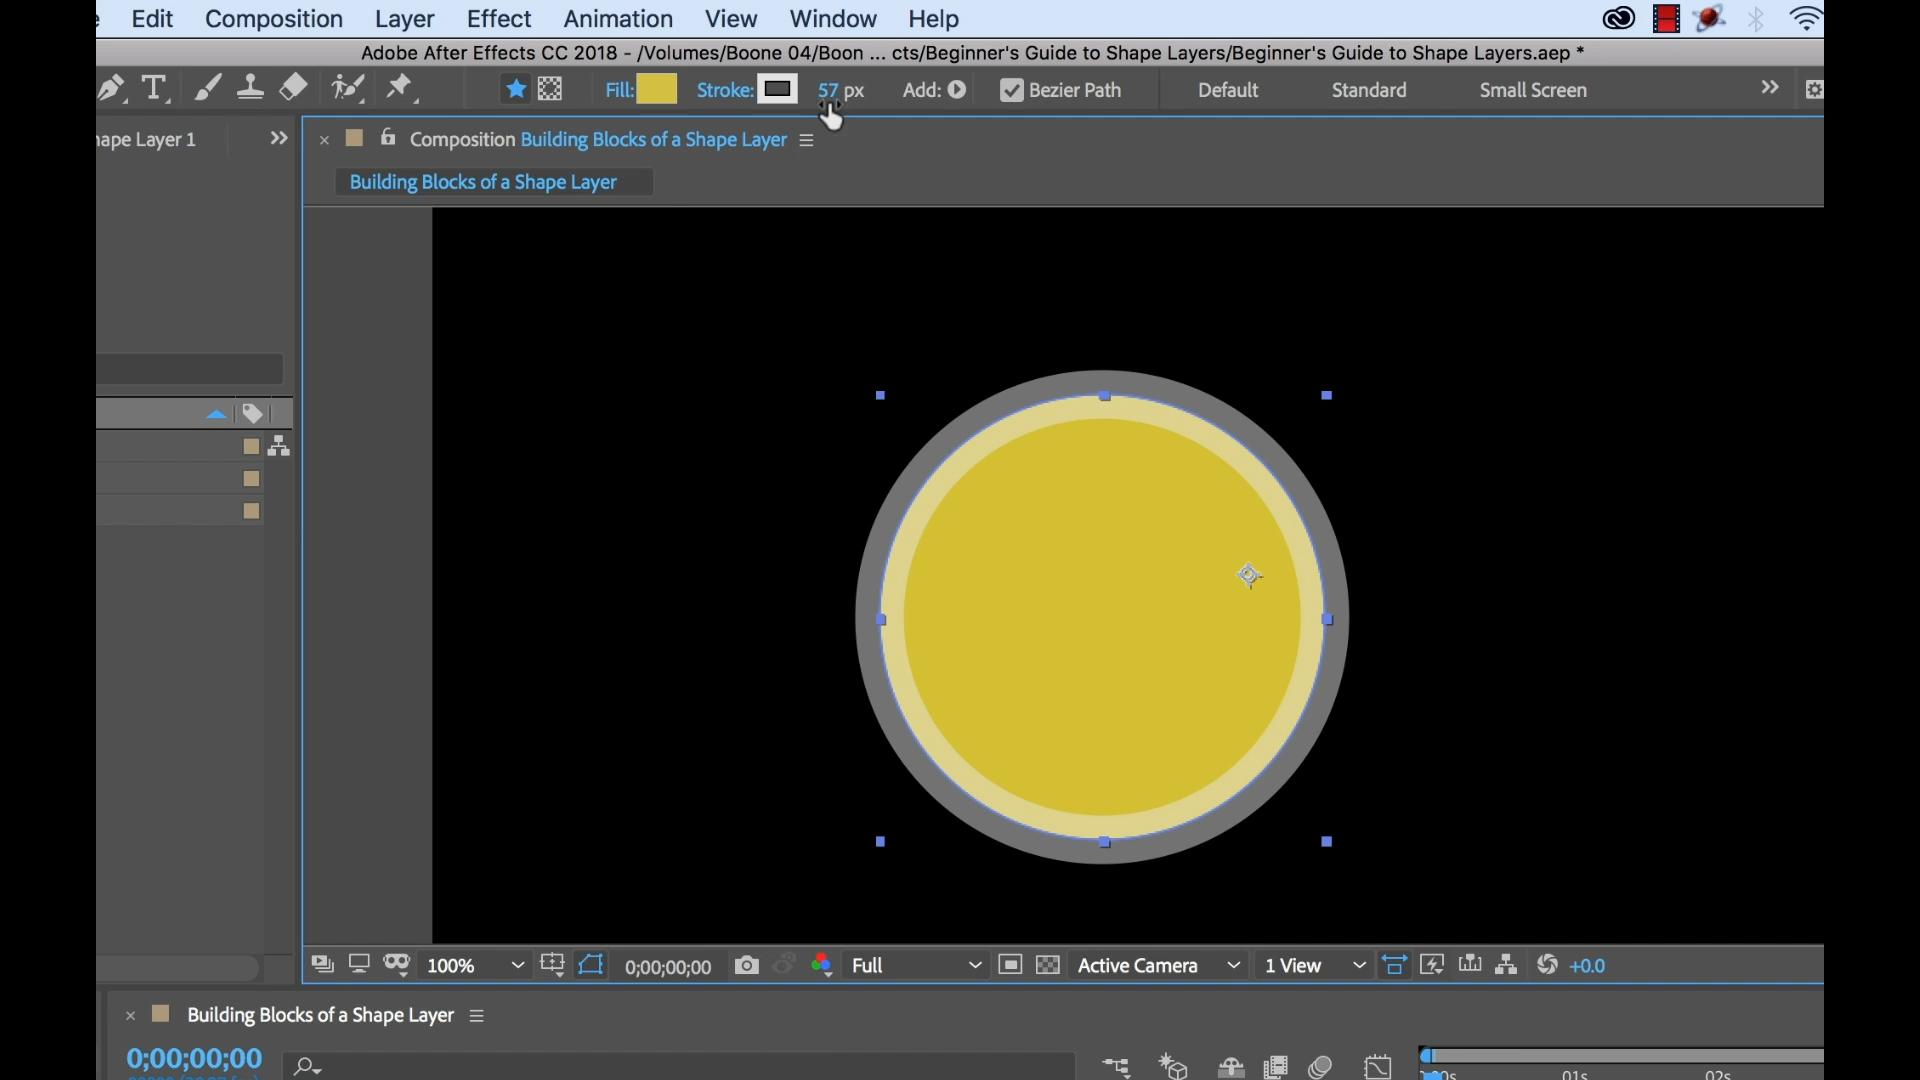 Edit Composition Layer Effect Animation View Window Help
Adobe After Effects CC 2018 - /Volumes/Boone 04/Boon ... cts/Beginner's Guide to Shape Layers/Beginner's Guide to Shape Layers.aep *
T Fill: Stroke: 57 px Add: Bezier Path Default Standard Small Screen
hape Layer 1
Composition Building Blocks of a Shape Layer
Building Blocks of a Shape Layer
100% 0;00;00;00 Full Active Camera 1 View +0.0
Building Blocks of a Shape Layer
0;00;00;00
01s 02s